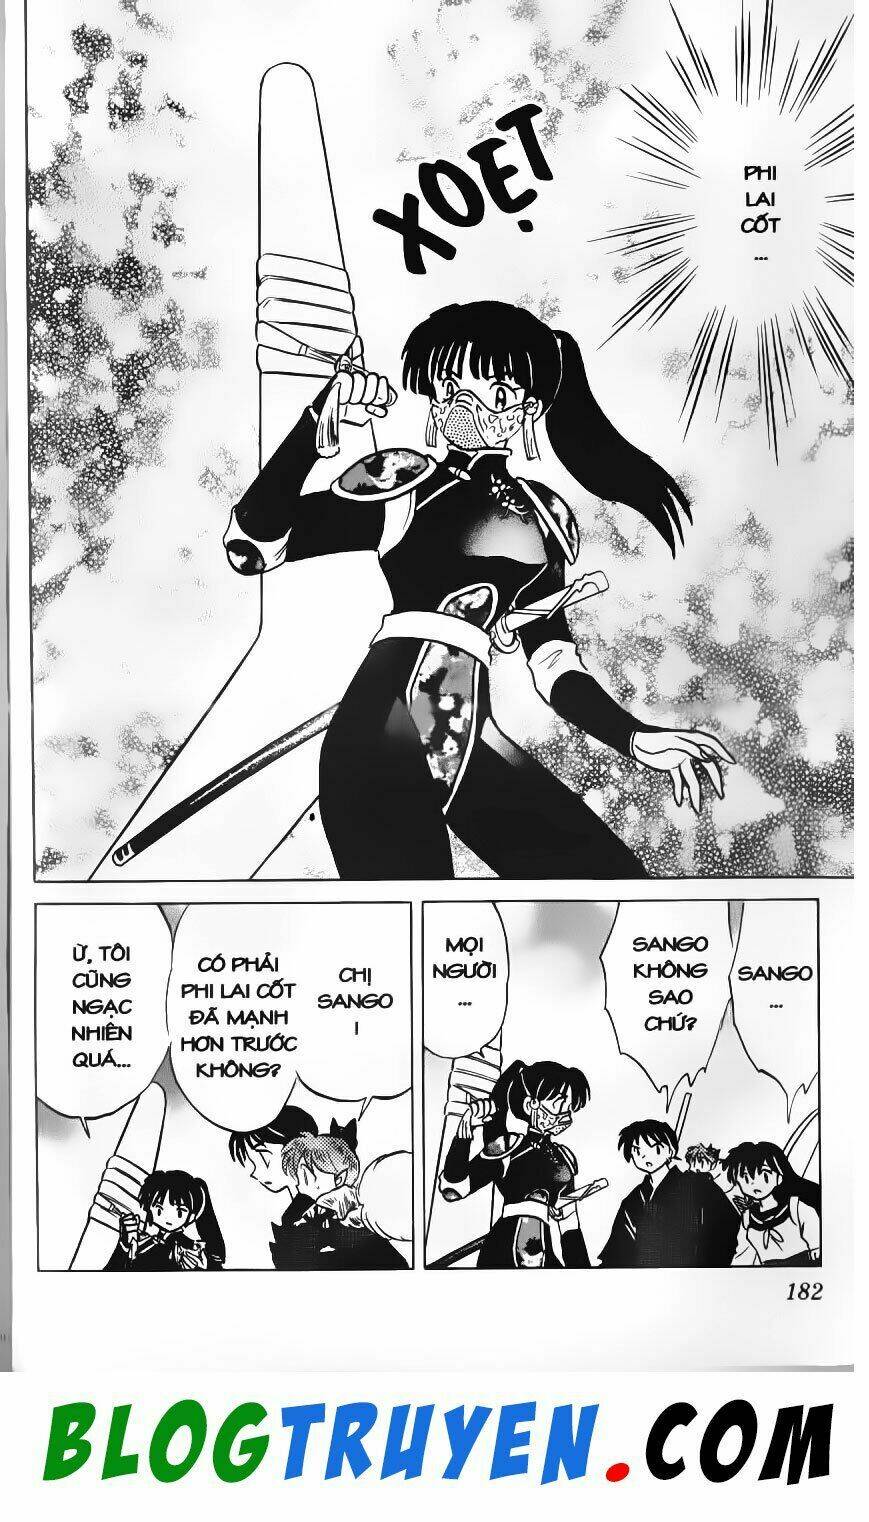 PHI
LAI
CỐT
...
XOẸT
SANGO
...
SANGO
KHÔNG
SAO
CHỨ?
MỌI
NGƯỜI
...
CHỊ
SANGO
!
CÓ PHẢI
PHI LAI CỐT
ĐÃ MẠNH
HƠN TRƯỚC
KHÔNG?
Ừ, TÔI
CŨNG
NGẠC
NHIÊN
QUÁ...
182
BLOGTRUYEN.COM